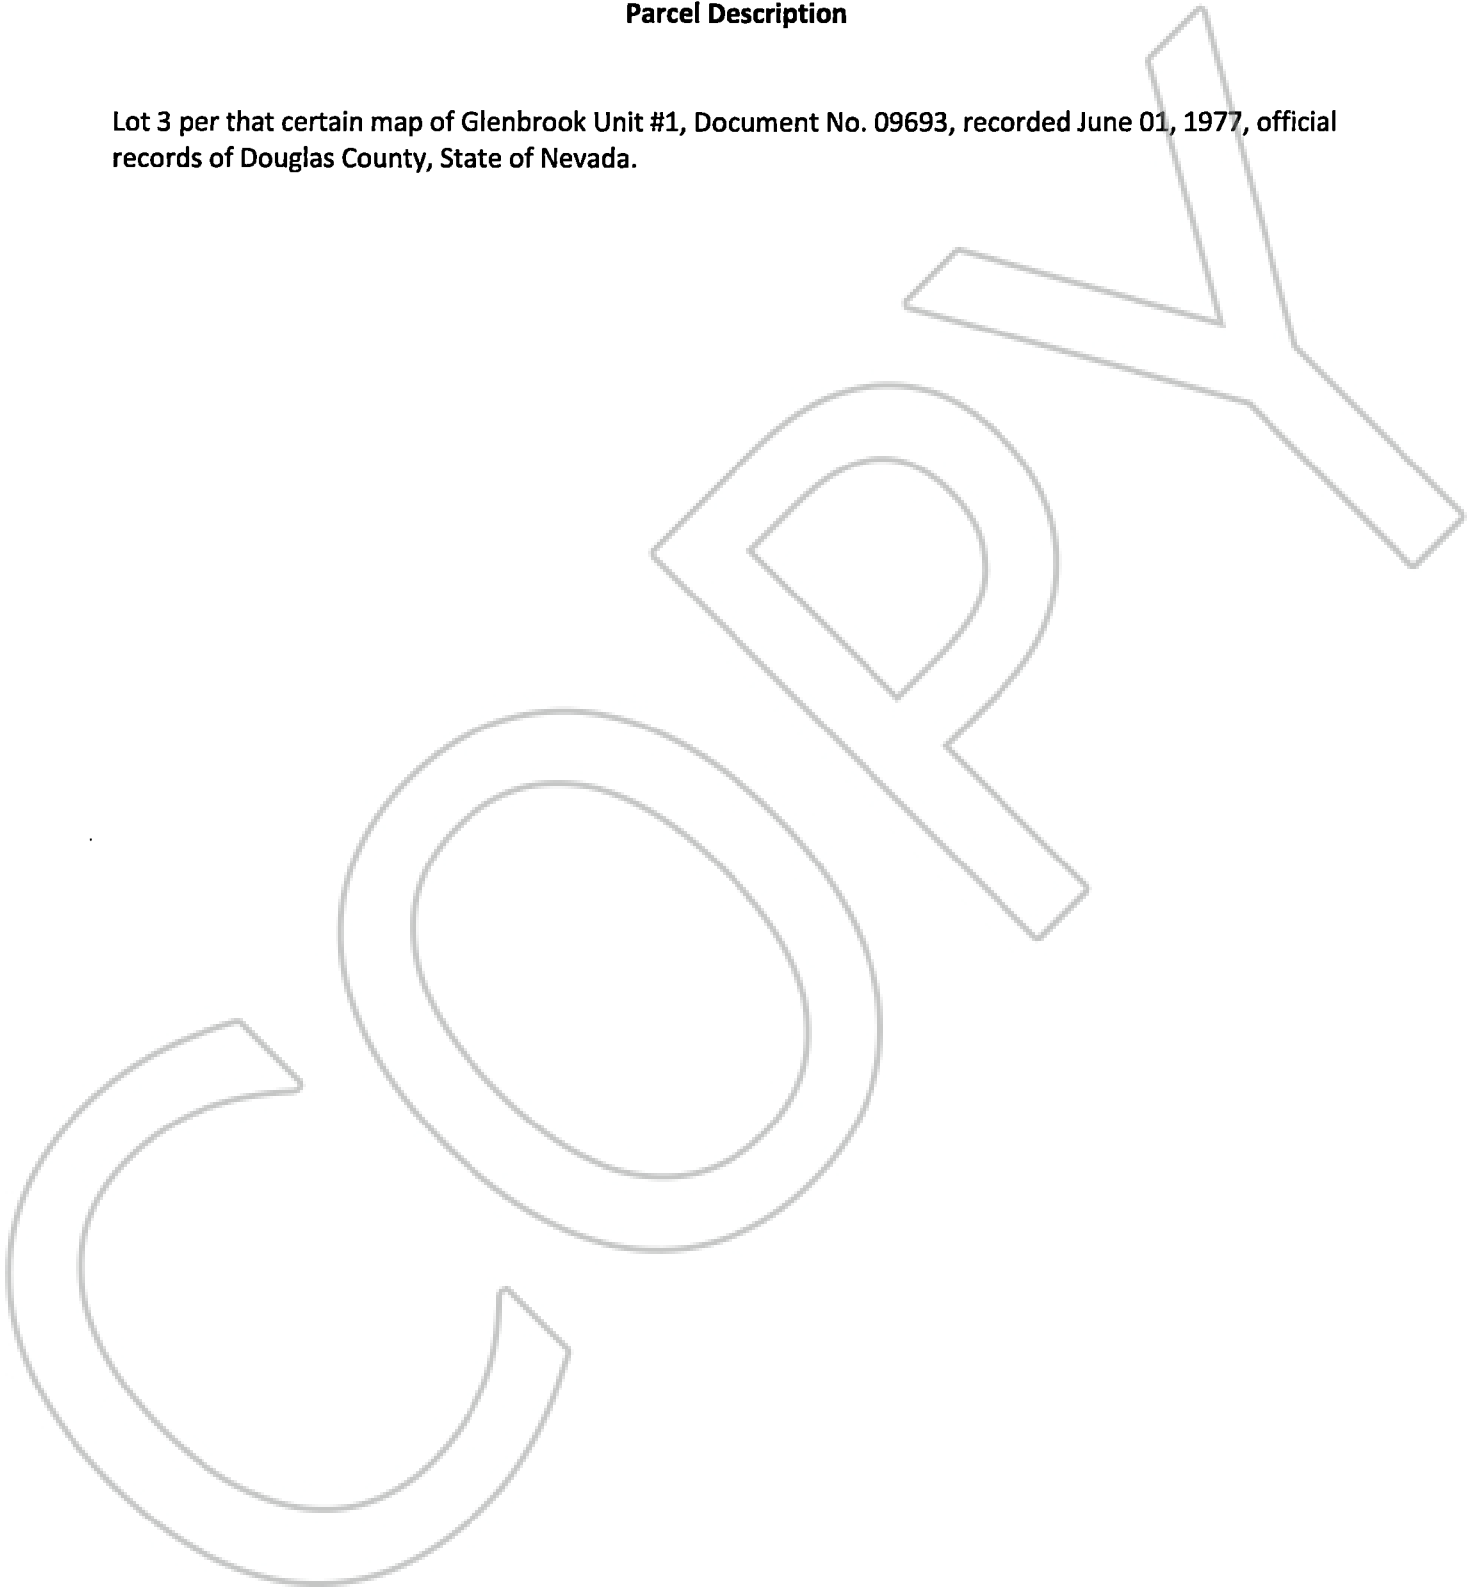 Parcel Description
Lot 3 per that certain map of Glenbrook Unit #1, Document No. 09693, recorded June 01, 1977, official
records of Douglas County, State of Nevada.
COPY